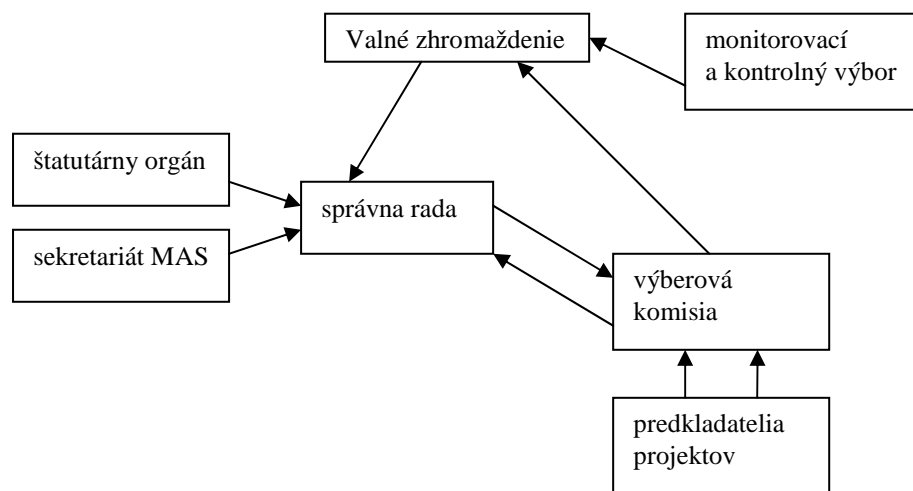 Valné zhromaždenie
monitorovací
a kontrolný výbor
štatutárny orgán
správna rada
sekretariát MAS
výberová
komisia
predkladatelia
projektov